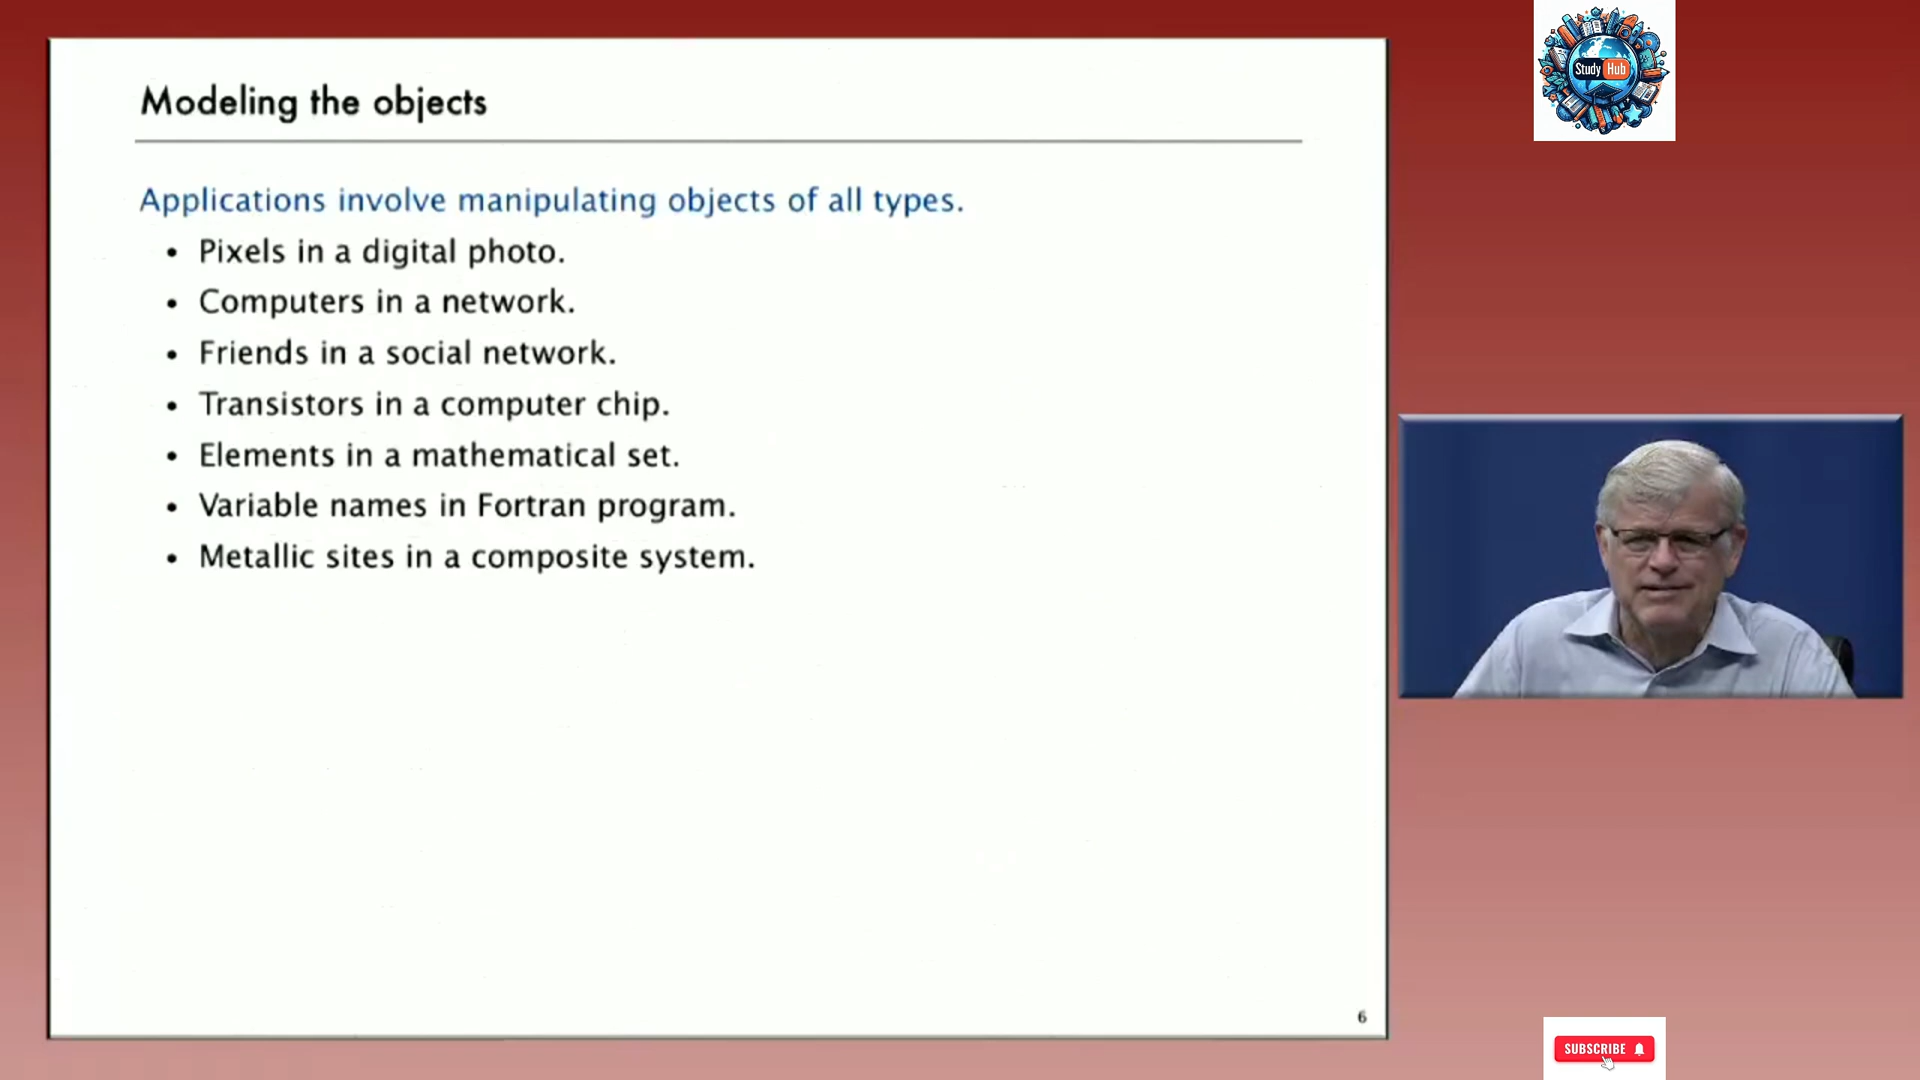 Study Hub
Modeling the objects
Applications involve manipulating objects of all types.
• Pixels in a digital photo.
• Computers in a network.
• Friends in a social network.
• Transistors in a computer chip.
• Elements in a mathematical set.
• Variable names in Fortran program.
• Metallic sites in a composite system.
6
SUBSCRIBE